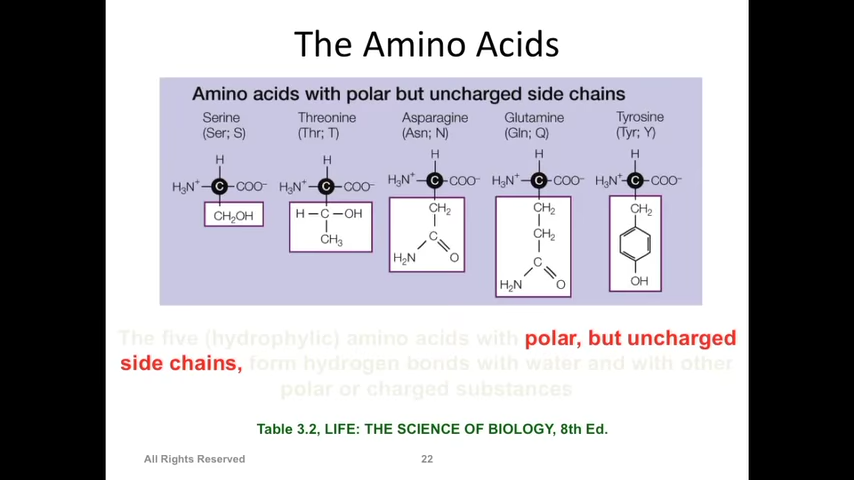 The Amino Acids
Amino acids with polar but uncharged side chains
Serine Threonine Asparagine Glutamine Tyrosine
(Ser; S) (Thr; T) (Asn; N) (Gln; Q) (Tyr; Y)
H H H H H
H₃N⁺ C COO⁻ H₃N⁺ C COO⁻ H₃N⁺ C COO⁻ H₃N⁺ C COO⁻ H₃N⁺ C COO⁻
CH₂OH H C OH CH₂ CH₂ CH₂
CH₃ C CH₂
H₂N O C
H₂N O OH
The five (hydrophylic) amino acids with polar, but uncharged
side chains, form hydrogen bonds with water and with other
polar or charged substances
Table 3.2, LIFE: THE SCIENCE OF BIOLOGY, 8th Ed.
All Rights Reserved 22